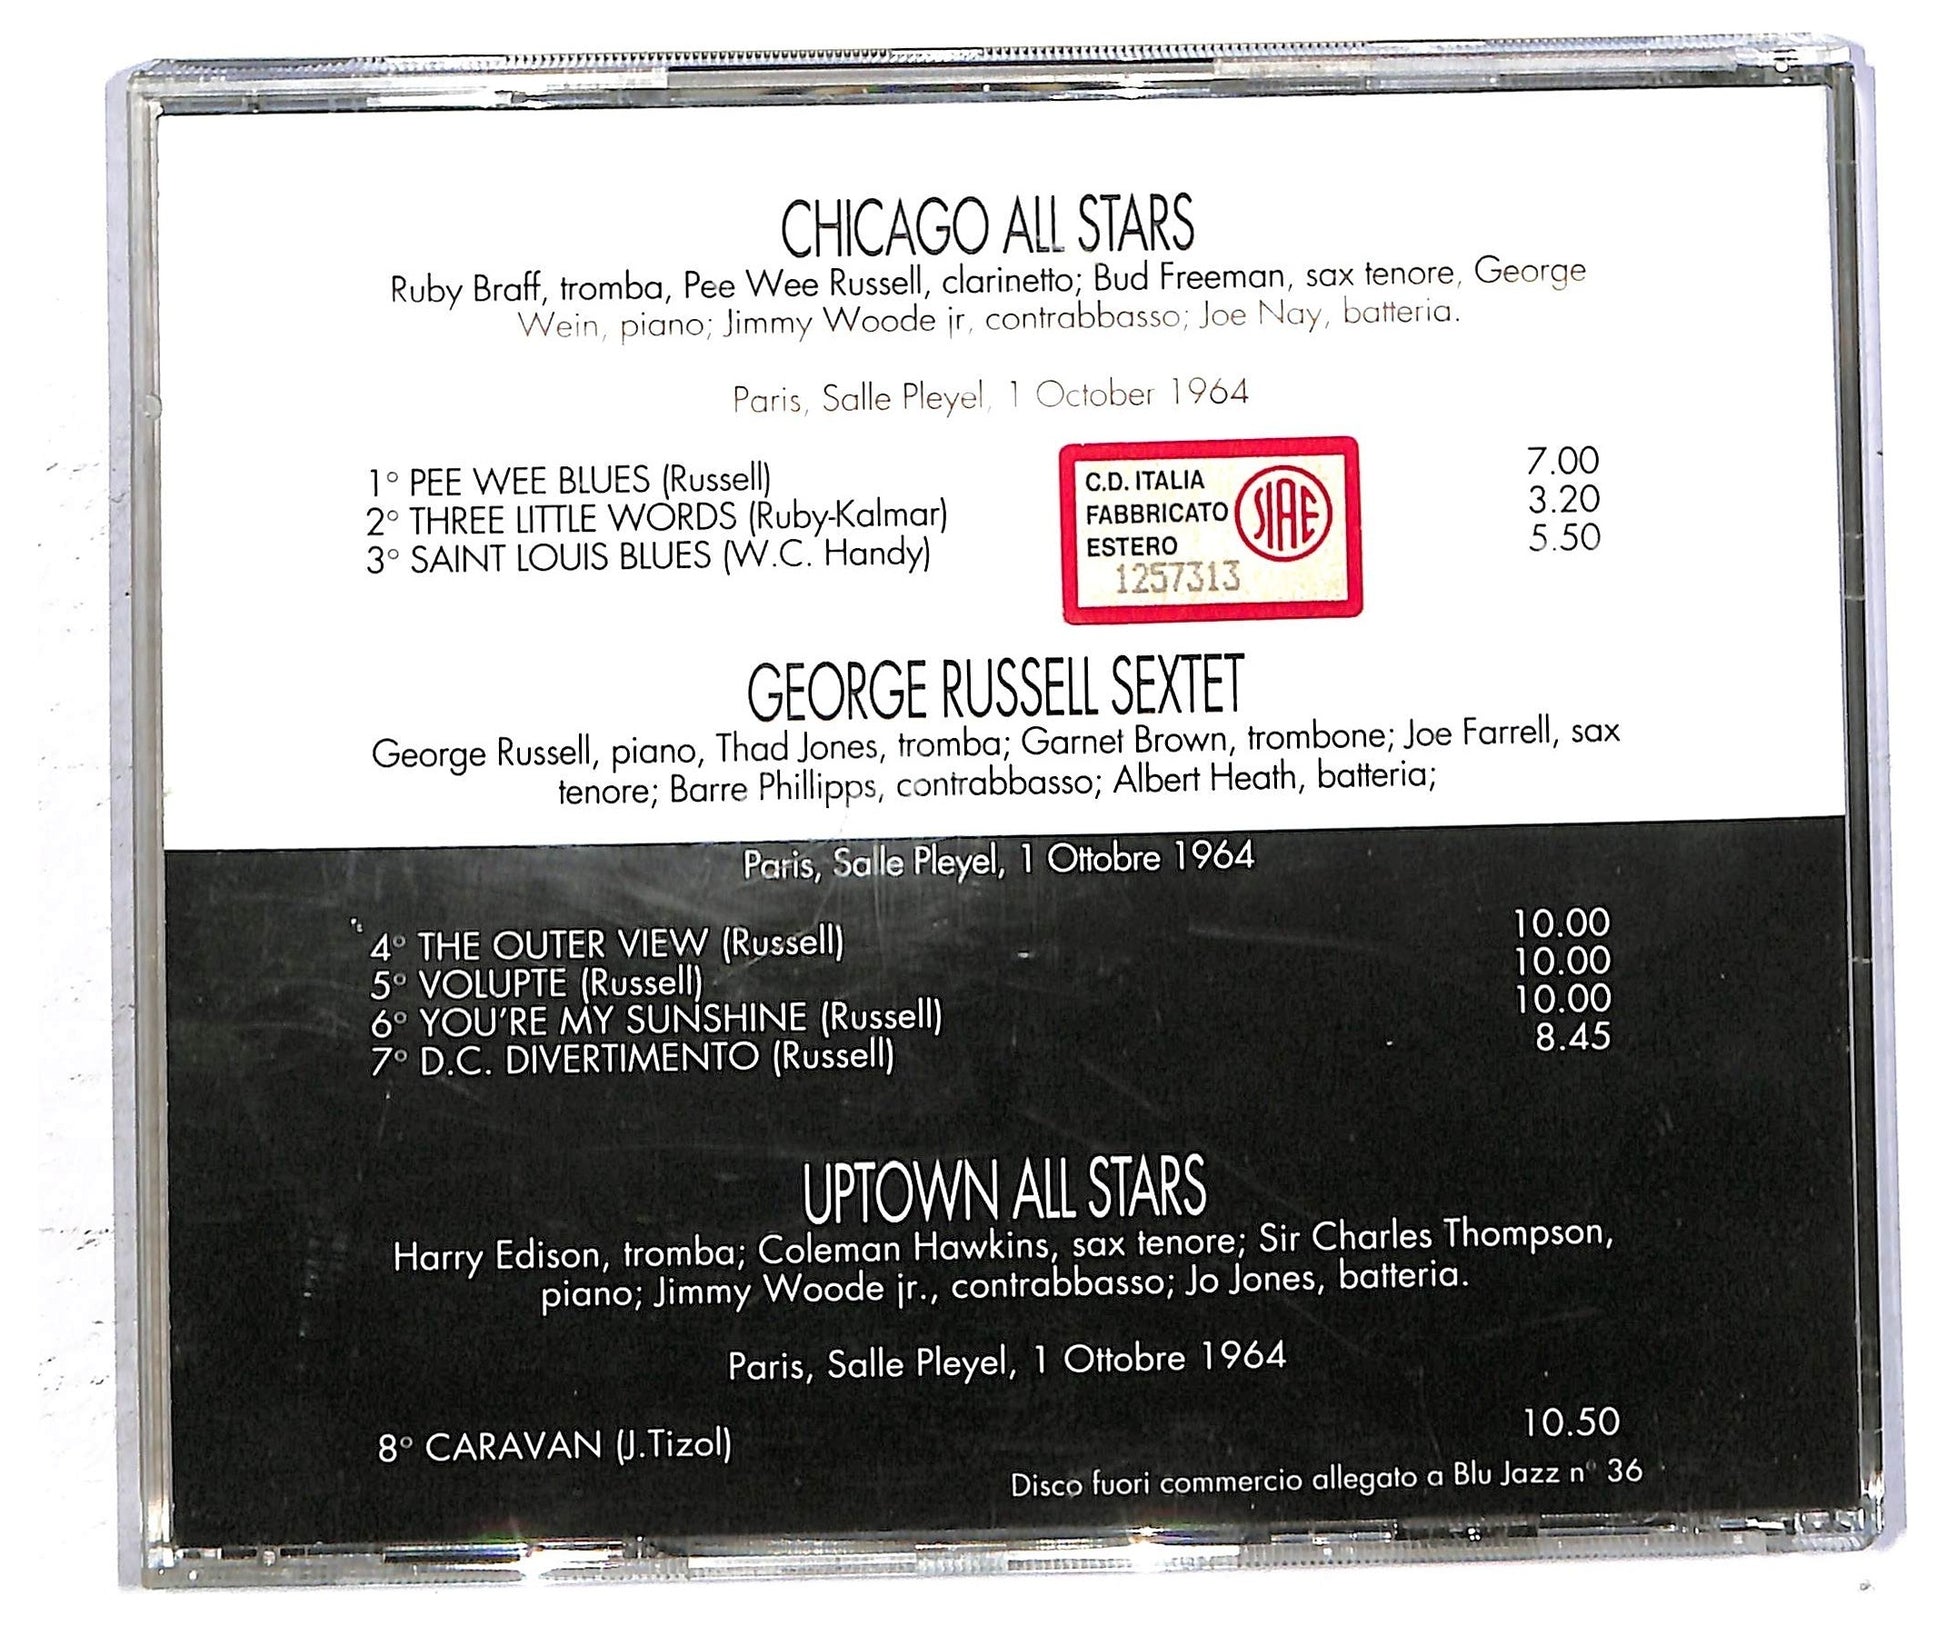 CHICAGO ALL STARS
Ruby Braff, tromba, Pee Wee Russell, clarinetto; Bud Freeman, sax tenore, George
Wein, piano; Jimmy Woode jr, contrabbasso; Joe Nay, batteria.
Paris, Salle Pleyel, 1 October 1964
1° PEE WEE BLUES (Russell) 7.00
2° THREE LITTLE WORDS (Ruby-Kalmar) 3.20
3° SAINT LOUIS BLUES (W.C. Handy) 5.50
C.D. ITALIA
FABBRICATO
ESTERO
SIAE
1257313
GEORGE RUSSELL SEXTET
George Russell, piano, Thad Jones, tromba; Garnet Brown, trombone; Joe Farrell, sax
tenore; Barre Phillipps, contrabbasso; Albert Heath, batteria;
Paris, Salle Pleyel, 1 Ottobre 1964
4° THE OUTER VIEW (Russell) 10.00
5° VOLUPTE (Russell) 10.00
6° YOU'RE MY SUNSHINE (Russell) 10.00
7° D.C. DIVERTIMENTO (Russell) 8.45
UPTOWN ALL STARS
Harry Edison, tromba; Coleman Hawkins, sax tenore; Sir Charles Thompson,
piano; Jimmy Woode jr., contrabbasso; Jo Jones, batteria.
Paris, Salle Pleyel, 1 Ottobre 1964
8° CARAVAN (J.Tizol) 10.50
Disco fuori commercio allegato a Blu Jazz n° 36